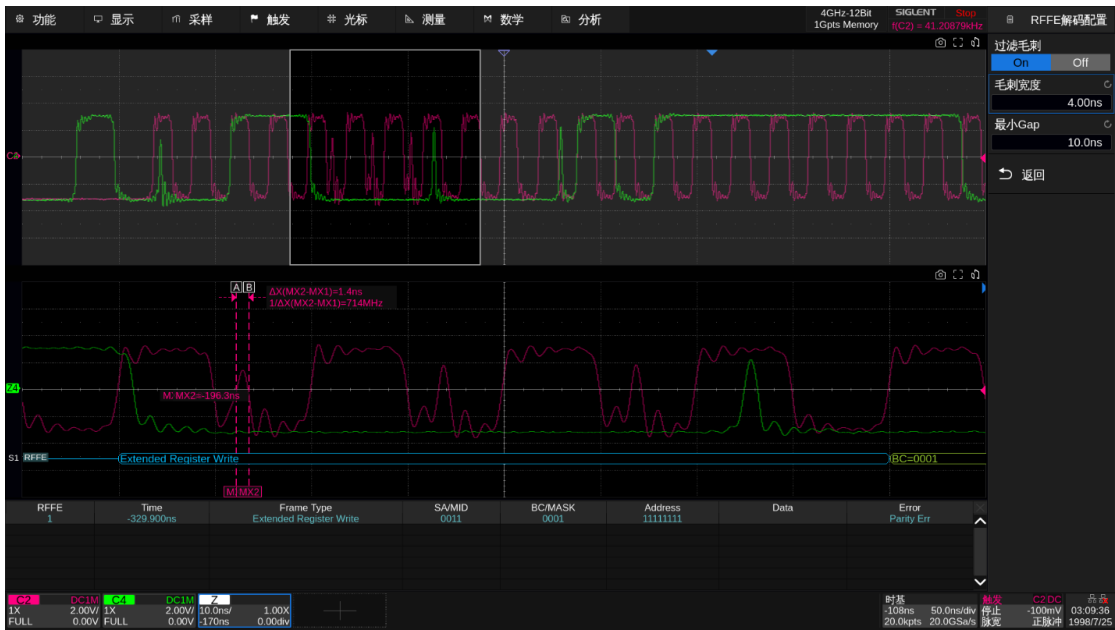 功能 显示 采样 触发 光标 测量 数学 分析
4GHz-12Bit
1Gpts Memory
SIGLENT Stop
f(C2) = 41.20879kHz
RFFE解码配置
过滤毛刺
On Off
毛刺宽度
4.00ns
最小Gap
10.0ns
返回
C4
A B
ΔX(MX2-MX1)=1.4ns
1/ΔX(MX2-MX1)=714MHz
Z4
MX2=-196.3ns
S1 RFFE
Extended Register Write
BC=0001
MX2
RFFE Time Frame Type SA/MID BC/MASK Address Data Error
1 -329.900ns Extended Register Write 0011 0001 11111111 Parity Err
C2 DC1M
1X 2.00V/
FULL 0.00V
C4 DC1M
1X 2.00V/
FULL 0.00V
Z
10.0ns/ 1.00X
-170ns 0.00div
时基
-108ns 50.0ns/div
20.0kpts 20.0GSa/s
触发 C2 DC
停止 -100mV
脉宽 正脉冲
03:09:36
1998/7/25